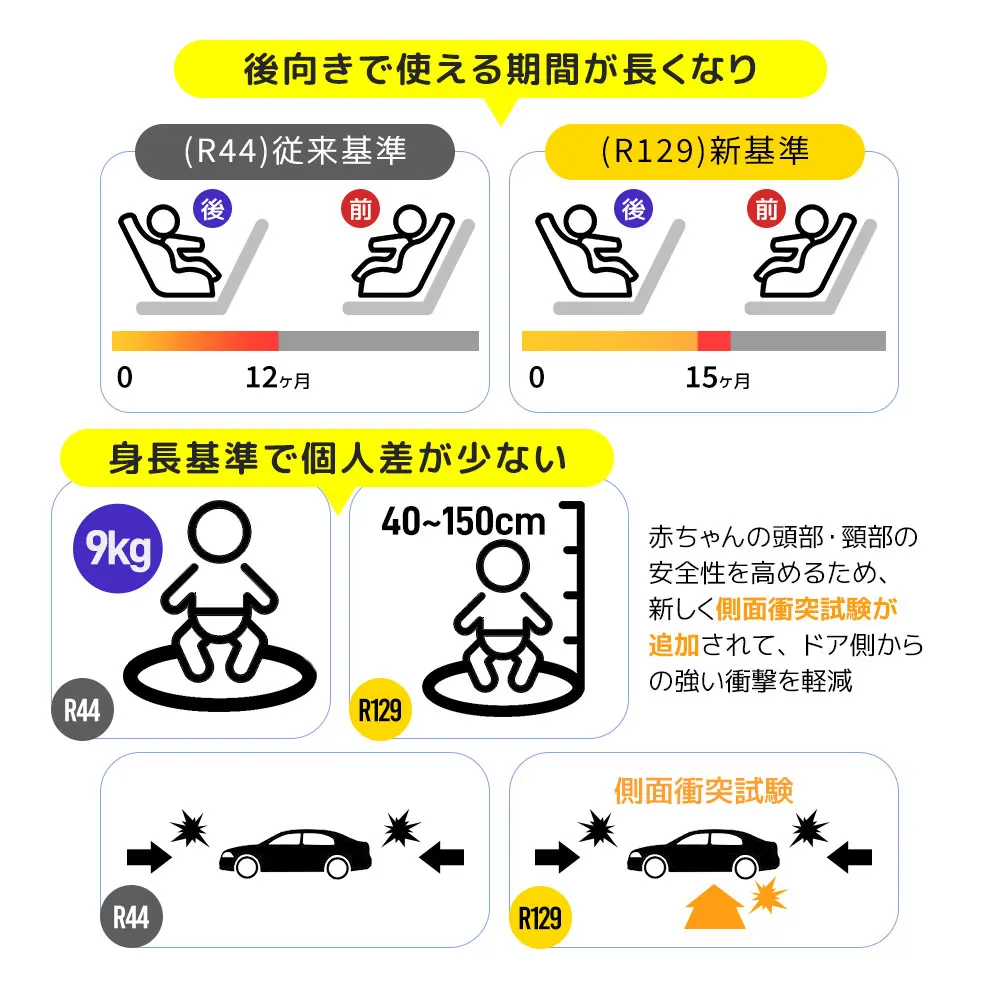 後向きで使える期間が長くなり
(R44)従来基準
(R129)新基準
後
前
後
前
0
12ヶ月
0
15ヶ月
身長基準で個人差が少ない
9kg
R44
40~150cm
R129
赤ちゃんの頭部・頸部の
安全性を高めるため、
新しく側面衝突試験が
追加されて、ドア側から
の強い衝撃を軽減
R44
側面衝突試験
R129